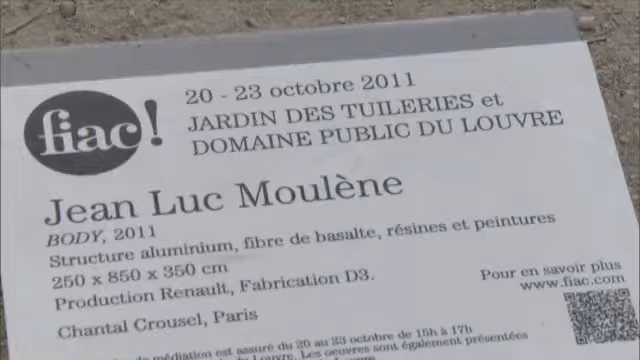 fiac!
20 - 23 octobre 2011
JARDIN DES TUILERIES et
DOMAINE PUBLIC DU LOUVRE
Jean Luc Moulène
BODY, 2011
Structure aluminium, fibre de basalte, résines et peintures
250 x 850 x 350 cm
Production Renault, Fabrication D3.
Chantal Crousel, Paris
Pour en savoir plus
www.fiac.com
de médiation est assuré du 20 au 23 octobre de 15h à 17h
du Louvre. Les oeuvres sont également présentées